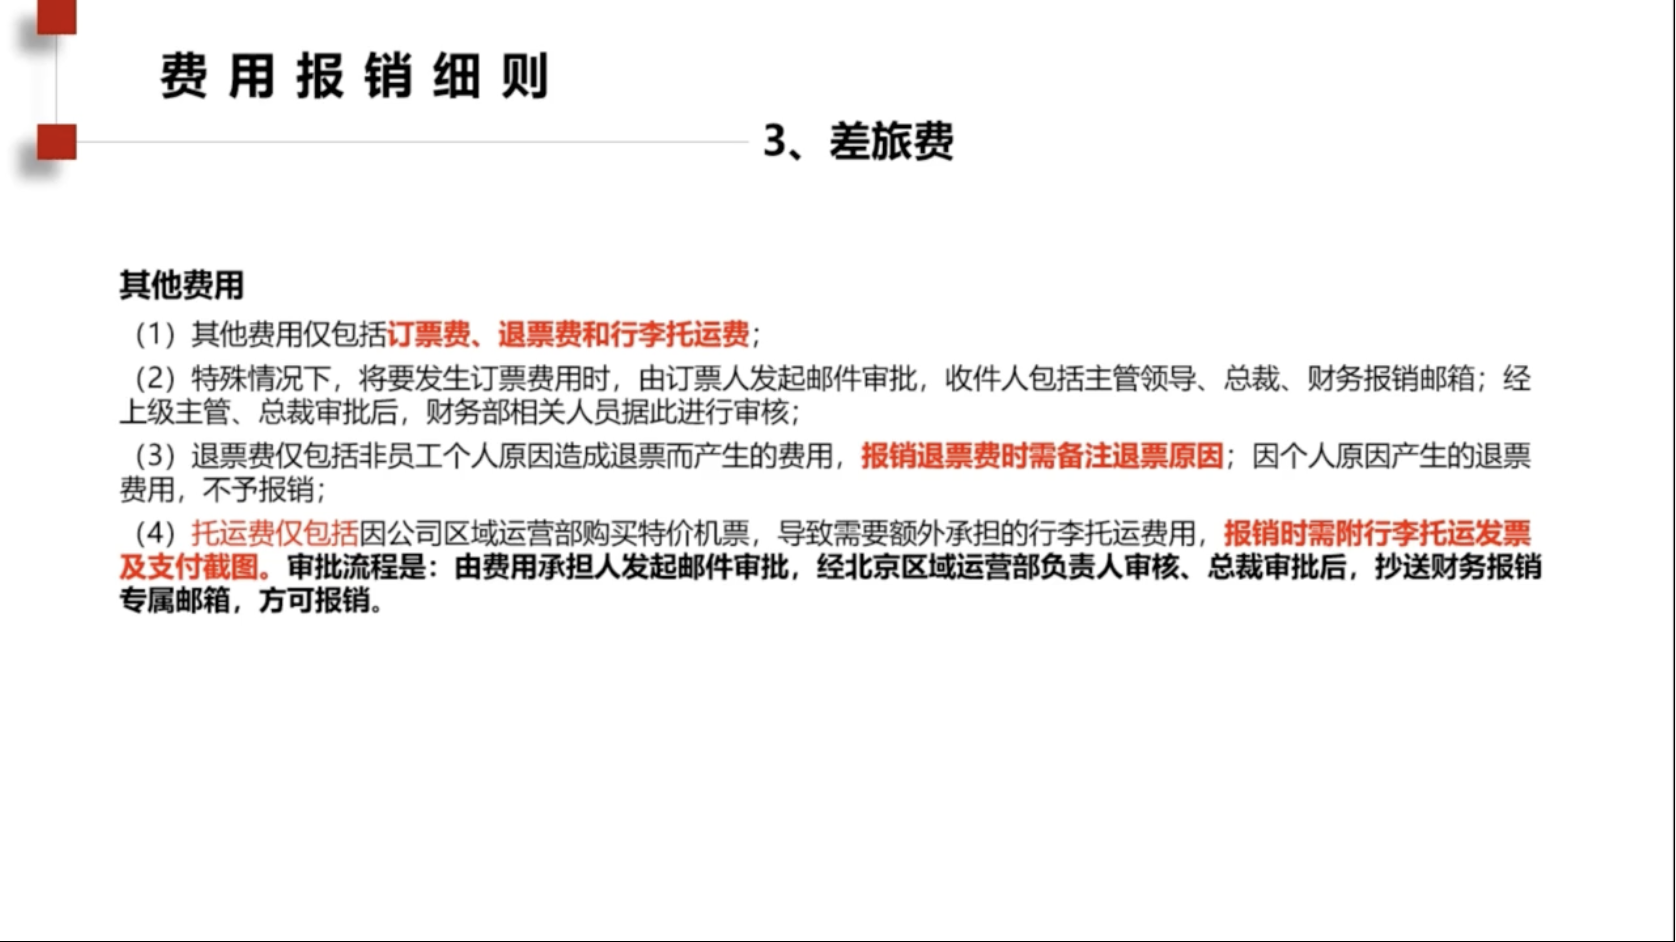 费用报销细则
3、差旅费
其他费用
（1）其他费用仅包括订票费、退票费和行李托运费；
（2）特殊情况下，将要发生订票费用时，由订票人发起邮件审批，收件人包括主管领导、总裁、财务报销邮箱；经
上级主管、总裁审批后，财务部相关人员据此进行审核；
（3）退票费仅包括非员工个人原因造成退票而产生的费用，报销退票费时需备注退票原因；因个人原因产生的退票
费用，不予报销；
（4）托运费仅包括因公司区域运营部购买特价机票，导致需要额外承担的行李托运费用，报销时需附行李托运发票
及支付截图。审批流程是：由费用承担人发起邮件审批，经北京区域运营部负责人审核、总裁审批后，抄送财务报销
专属邮箱，方可报销。